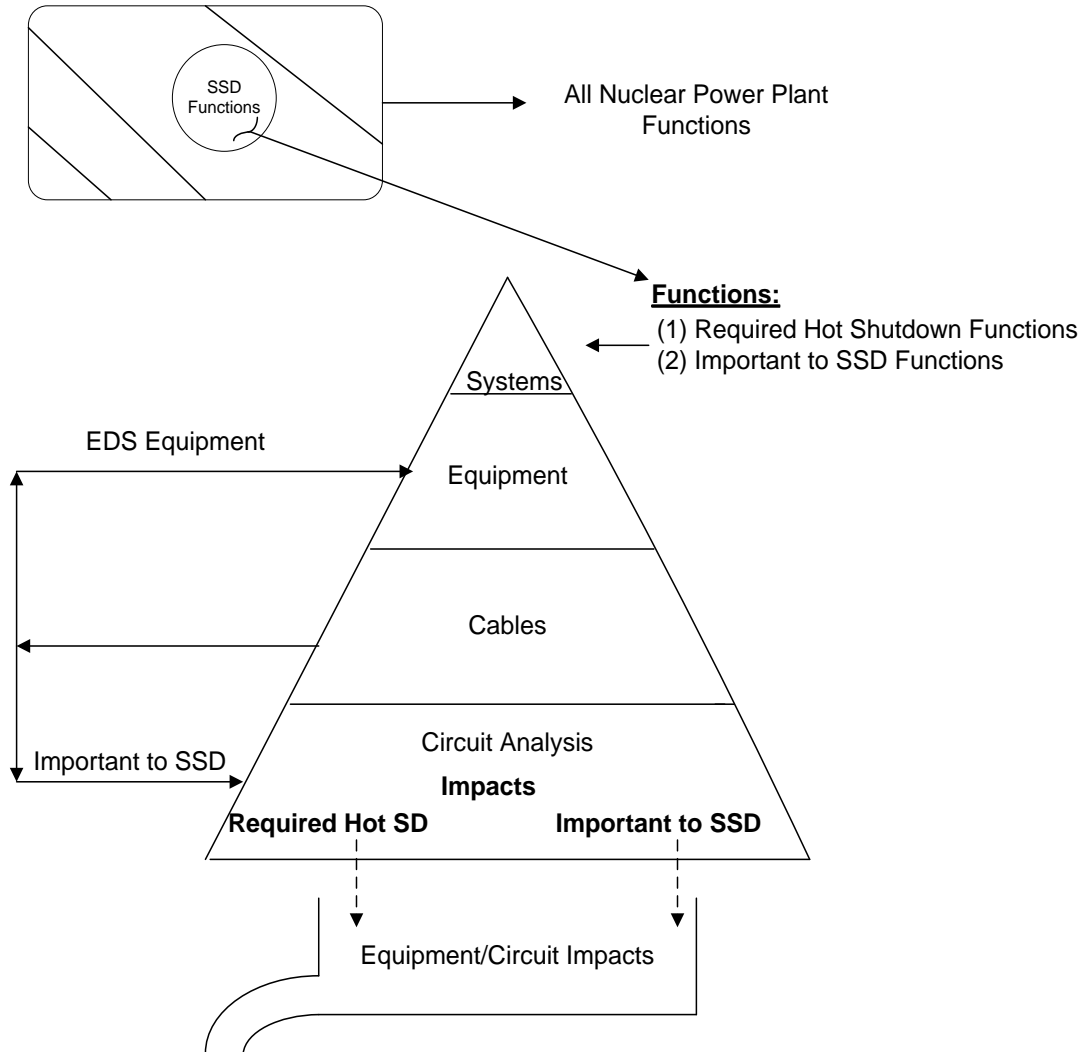 SSD
Functions
All Nuclear Power Plant
Functions
Functions:
(1) Required Hot Shutdown Functions
(2) Important to SSD Functions
Systems
EDS Equipment
Equipment
Cables
Circuit Analysis
Important to SSD
Impacts
Required Hot SD
Important to SSD
Equipment/Circuit Impacts